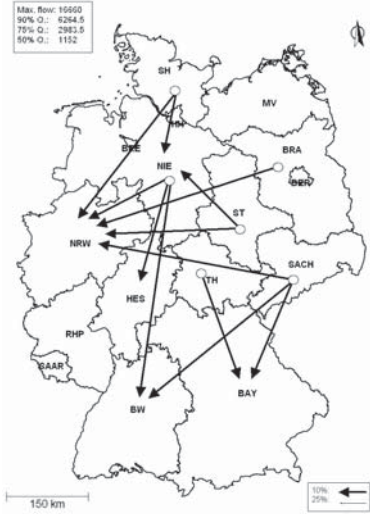 Max. flow: 16660
90% Q.: 6264.5
75% Q.: 2983.5
50% Q.: 1152
SH
MV
HH
BRE
BRA
NIE
BER
ST
NRW
SACH
TH
HES
RHP
SAAR
BAY
BW
10%:
25%:
150 km